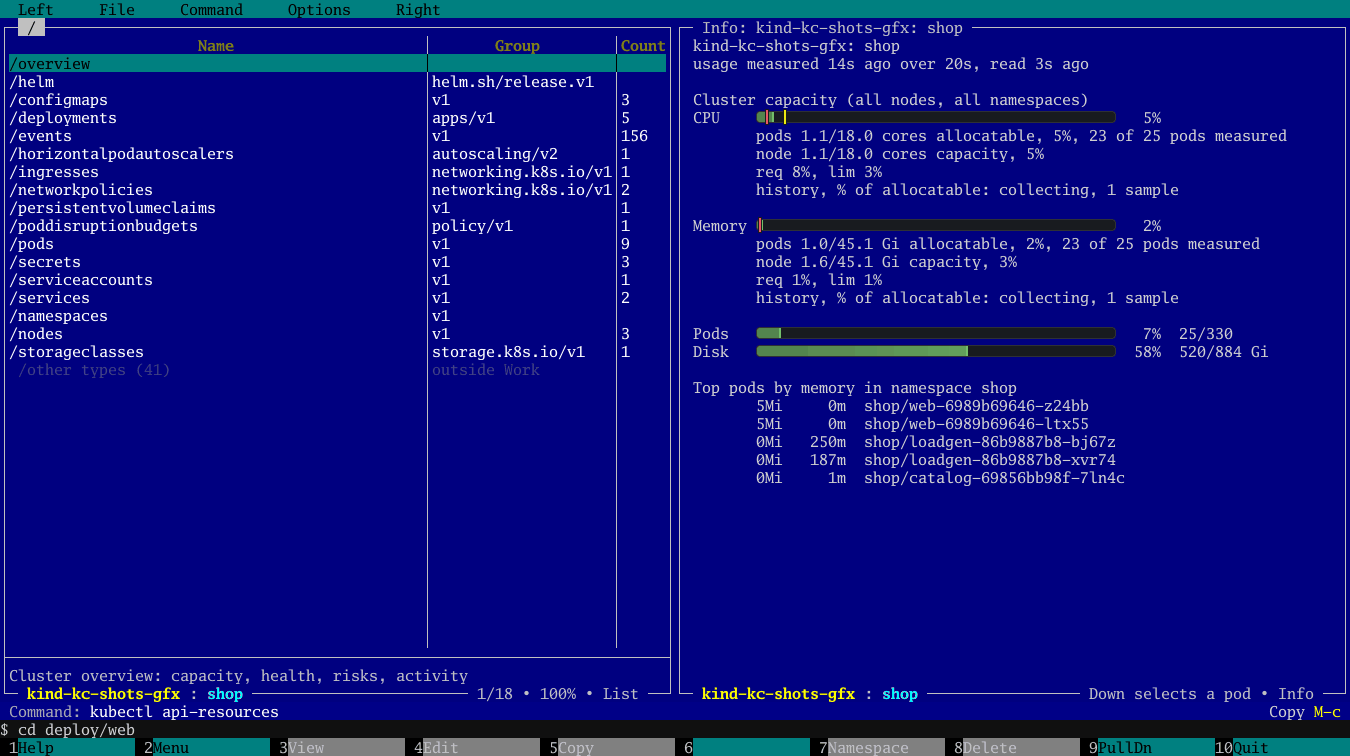 Left File Command Options Right
/
Name Group Count
/overview
/helm helm.sh/release.v1
/configmaps v1 3
/deployments apps/v1 5
/events v1 156
/horizontalpodautoscalers autoscaling/v2 1
/ingresses networking.k8s.io/v1 1
/networkpolicies networking.k8s.io/v1 2
/persistentvolumeclaims v1 1
/poddisruptionbudgets policy/v1 1
/pods v1 9
/secrets v1 3
/serviceaccounts v1 1
/services v1 2
/namespaces v1
/nodes v1 3
/storageclasses storage.k8s.io/v1 1
/other types (41) outside Work
Cluster overview: capacity, health, risks, activity
kind-kc-shots-gfx : shop 1/18 • 100% • List
Info: kind-kc-shots-gfx: shop
kind-kc-shots-gfx: shop
usage measured 14s ago over 20s, read 3s ago
Cluster capacity (all nodes, all namespaces)
CPU 5%
pods 1.1/18.0 cores allocatable, 5%, 23 of 25 pods measured
node 1.1/18.0 cores capacity, 5%
req 8%, lim 3%
history, % of allocatable: collecting, 1 sample
Memory 2%
pods 1.0/45.1 Gi allocatable, 2%, 23 of 25 pods measured
node 1.6/45.1 Gi capacity, 3%
req 1%, lim 1%
history, % of allocatable: collecting, 1 sample
Pods 7% 25/330
Disk 58% 520/884 Gi
Top pods by memory in namespace shop
5Mi 0m shop/web-6989b69646-z24bb
5Mi 0m shop/web-6989b69646-ltx55
0Mi 250m shop/loadgen-86b9887b8-bj67z
0Mi 187m shop/loadgen-86b9887b8-xvr74
0Mi 1m shop/catalog-69856bb98f-7ln4c
kind-kc-shots-gfx : shop Down selects a pod • Info
Command: kubectl api-resources Copy M-c
$ cd deploy/web
1Help 2Menu 3View 4Edit 5Copy 6 7Namespace 8Delete 9PullDn 10Quit